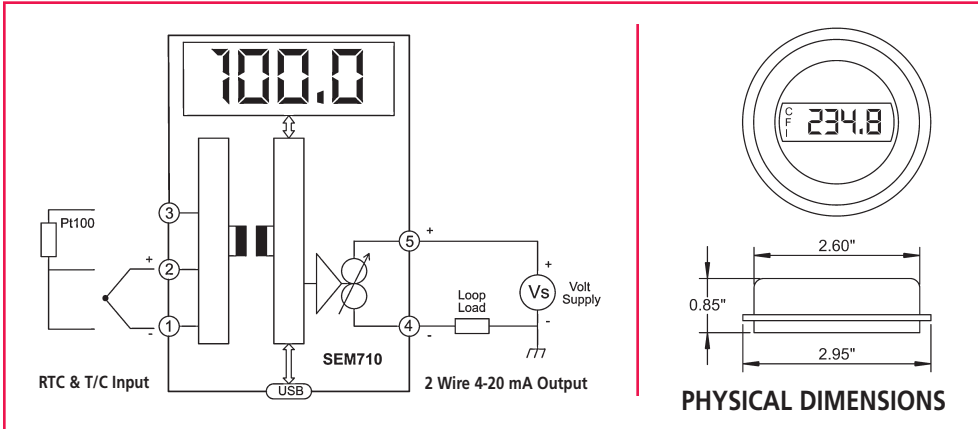 100.0
3
Pt100
+
2
-
1
RTC & T/C Input
SEM710
USB
5
+
4
-
Loop
Load
+
Vs
-
Volt
Supply
2 Wire 4-20 mA Output
C
F
I
234.8
2.60"
0.85"
2.95"
PHYSICAL DIMENSIONS